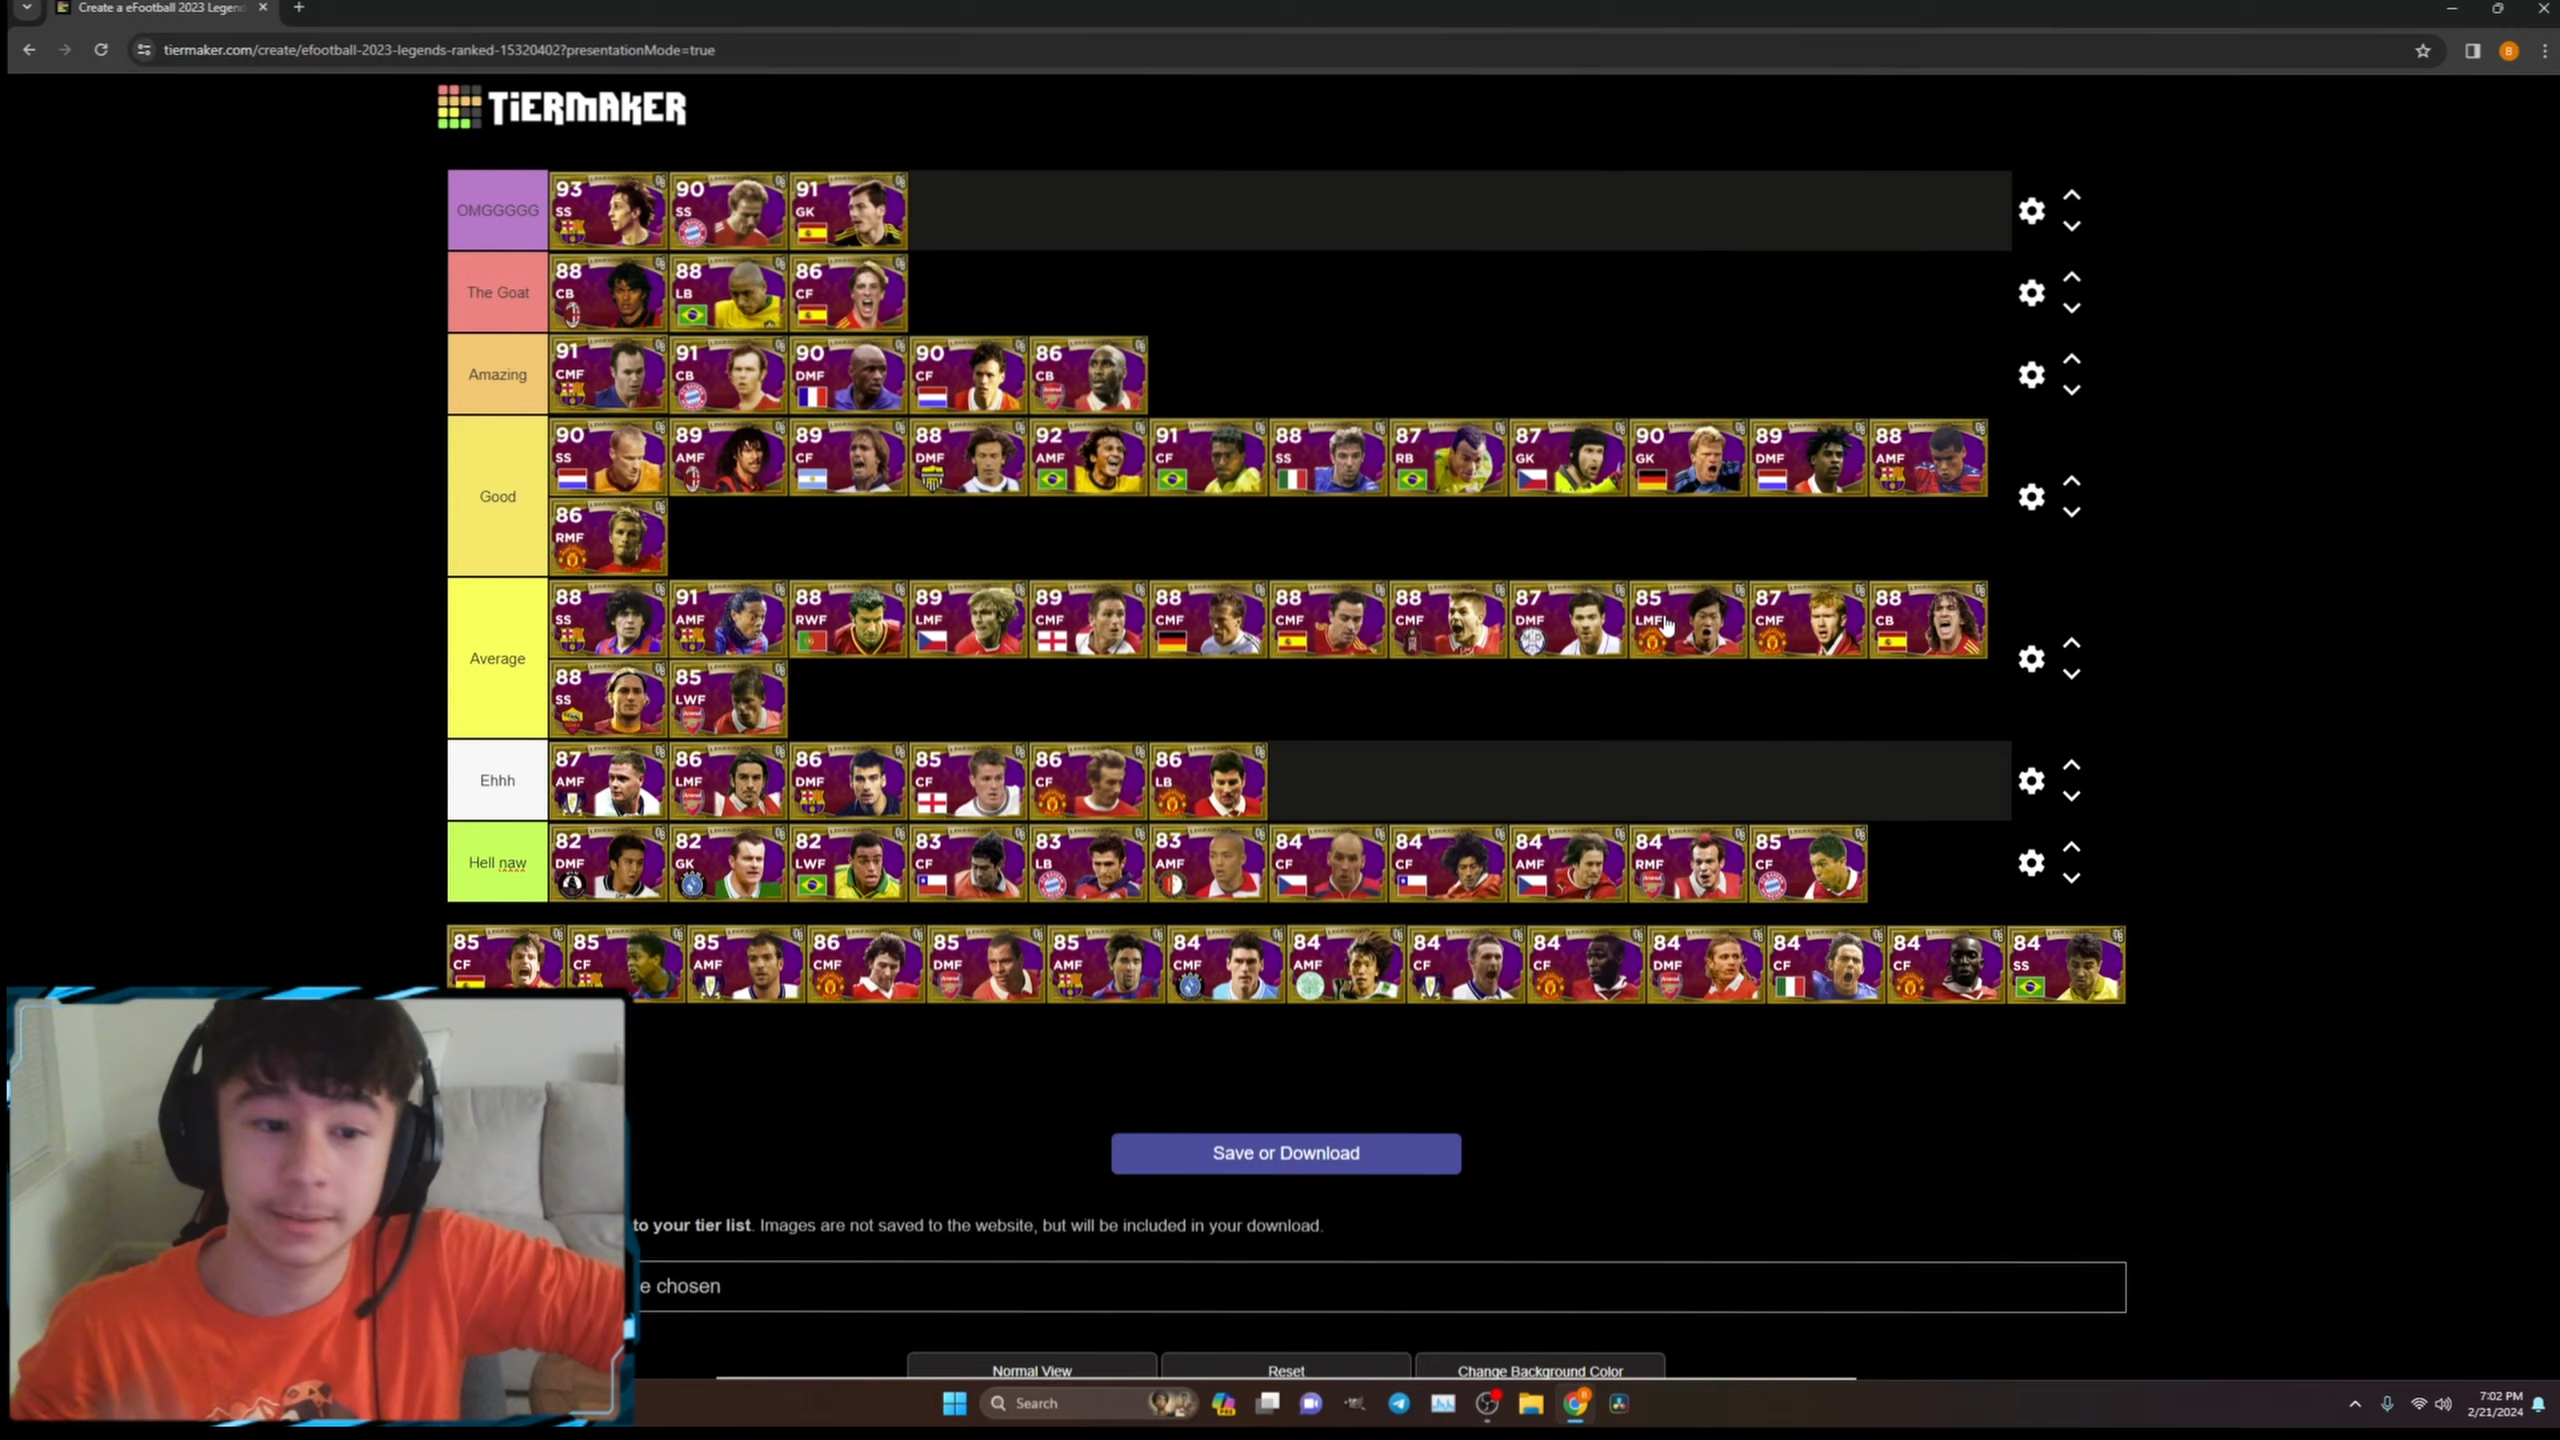 Create a eFootball 2023 Legen
tiermaker.com/create/efootball-2023-legends-ranked-15320402?presentationMode=true
B
TiERMAKER
OMGGGGG
93 SS
90 SS
91 GK
The Goat
88 CB
88 LB
86 CF
Amazing
91 CMF
91 CB
90 DMF
90 CF
86 CB
Good
90 SS
89 AMF
89 CF
88 DMF
92 AMF
91 CF
88 SS
87 RB
87 GK
90 GK
89 DMF
88 AMF
86 RMF
Average
88 SS
91 AMF
88 RWF
89 LMF
89 CMF
88 CMF
88 CMF
88 CMF
87 DMF
85 LMF
87 CMF
88 CB
88 SS
85 LWF
Ehhh
87 AMF
86 LMF
86 DMF
85 CF
86 CF
86 LB
Hell naw
82 DMF
82 GK
82 LWF
83 CF
83 LB
83 AMF
84 CF
84 CF
84 AMF
84 RMF
85 CF
85 CF
85 CF
85 AMF
86 CMF
85 DMF
85 AMF
84 CMF
84 AMF
84 CF
84 CF
84 DMF
84 CF
84 CF
84 SS
Save or Download
to your tier list. Images are not saved to the website, but will be included in your download.
e chosen
Normal View
Reset
Change Background Color
Search
7:02 PM
2/21/2024